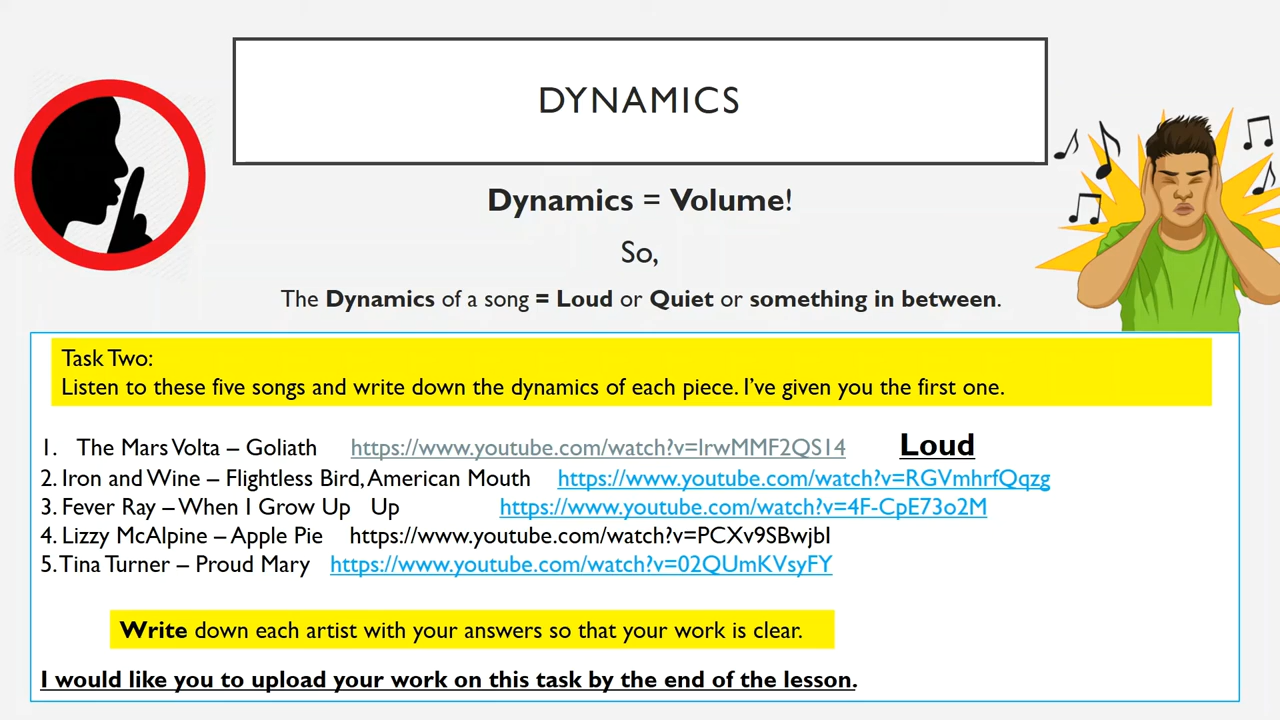 DYNAMICS
Dynamics = Volume!
So,
The Dynamics of a song = Loud or Quiet or something in between.
Task Two:
Listen to these five songs and write down the dynamics of each piece. I've given you the first one.
1. The Mars Volta – Goliath https://www.youtube.com/watch?v=lrwMMF2QS14 Loud
2. Iron and Wine – Flightless Bird, American Mouth https://www.youtube.com/watch?v=RGVmhrfQqzg
3. Fever Ray – When I Grow Up Up https://www.youtube.com/watch?v=4F-CpE73o2M
4. Lizzy McAlpine – Apple Pie https://www.youtube.com/watch?v=PCXv9SBwjbI
5. Tina Turner – Proud Mary https://www.youtube.com/watch?v=02QUmKVsyFY
Write down each artist with your answers so that your work is clear.
I would like you to upload your work on this task by the end of the lesson.